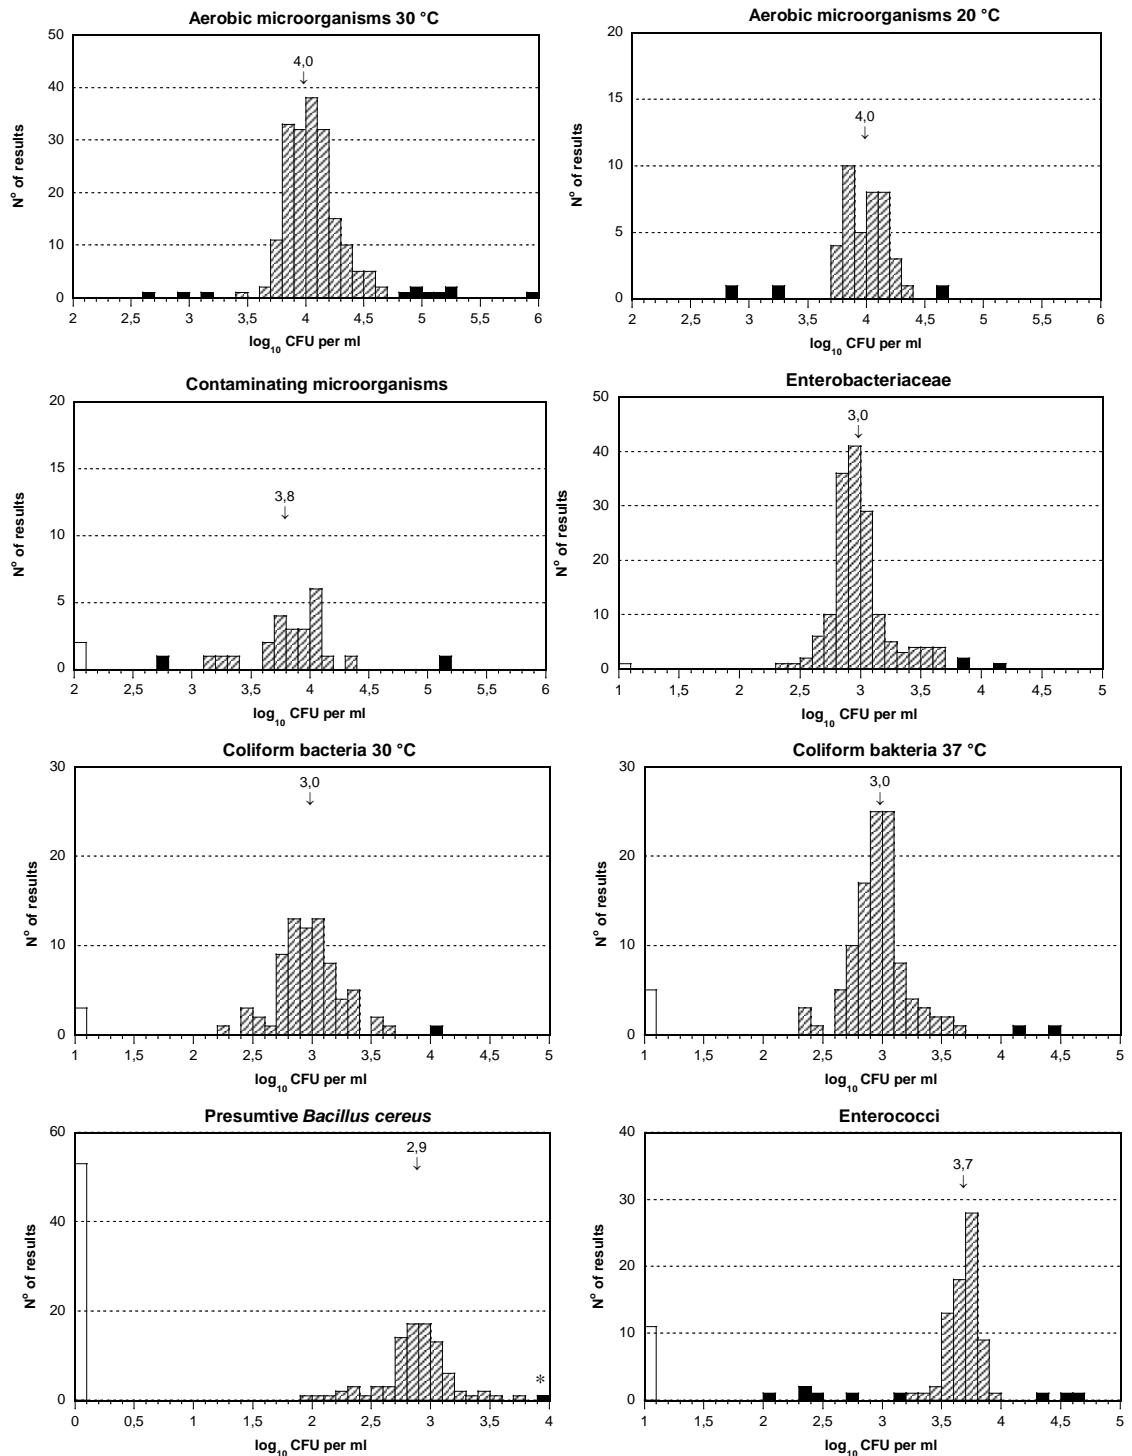 Aerobic microorganisms 30 °C
50
40
30
20
10
0
N° of results
4,0
↓
2 2,5 3 3,5 4 4,5 5 5,5 6
log10 CFU per ml
Aerobic microorganisms 20 °C
20
15
10
5
0
N° of results
4,0
↓
2 2,5 3 3,5 4 4,5 5 5,5 6
log10 CFU per ml
Contaminating microorganisms
20
15
10
5
0
N° of results
3,8
↓
2 2,5 3 3,5 4 4,5 5 5,5 6
log10 CFU per ml
Enterobacteriaceae
50
40
30
20
10
0
N° of results
3,0
↓
1 1,5 2 2,5 3 3,5 4 4,5 5
log10 CFU per ml
Coliform bacteria 30 °C
30
20
10
0
N° of results
3,0
↓
1 1,5 2 2,5 3 3,5 4 4,5 5
log10 CFU per ml
Coliform bakteria 37 °C
30
20
10
0
N° of results
3,0
↓
1 1,5 2 2,5 3 3,5 4 4,5 5
log10 CFU per ml
Presumtive Bacillus cereus
60
40
20
0
N° of results
2,9
↓
*
0 0,5 1 1,5 2 2,5 3 3,5 4
log10 CFU per ml
Enterococci
40
30
20
10
0
N° of results
3,7
↓
1 1,5 2 2,5 3 3,5 4 4,5 5
log10 CFU per ml